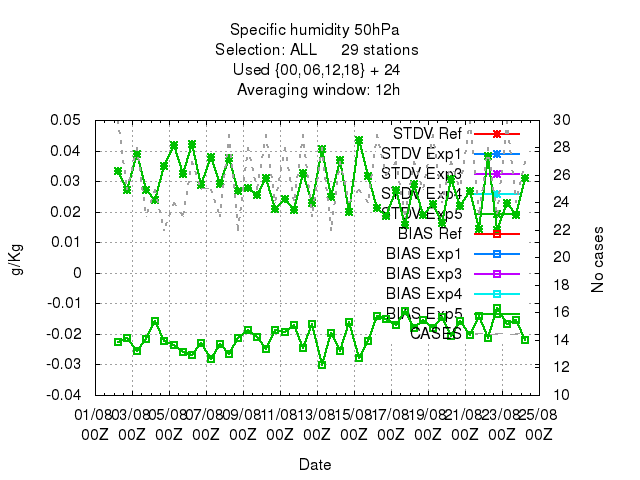 Specific humidity 50hPa
Selection: ALL 29 stations
Used {00,06,12,18} + 24
Averaging window: 12h
0.05
0.04
0.03
0.02
0.01
0
-0.01
-0.02
-0.03
-0.04
g/Kg
30
28
26
24
22
20
18
16
14
12
10
No cases
STDV Ref
STDV Exp1
STDV Exp3
STDV Exp4
STDV Exp5
BIAS Ref
BIAS Exp1
BIAS Exp3
BIAS Exp4
BIAS Exp5
CASES
01/08 03/08 05/08 07/08 09/08 11/08 13/08 15/08 17/08 19/08 21/08 23/08 25/08
00Z 00Z 00Z 00Z 00Z 00Z 00Z 00Z 00Z 00Z 00Z 00Z 00Z
Date